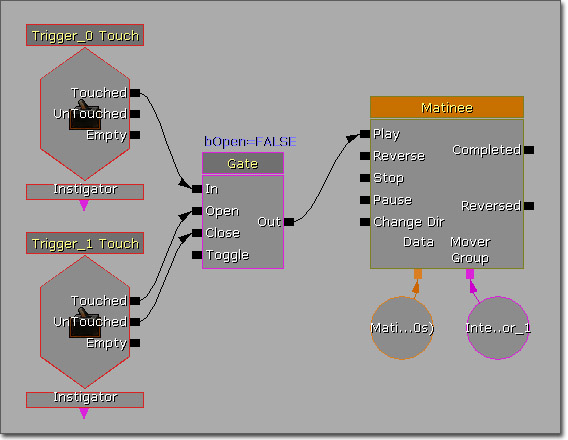 Trigger_0 Touch
Touched
UnTouched
Empty
Instigator
bOpen=FALSE
Gate
In
Open
Close
Toggle
Out
Matinee
Play
Reverse
Stop
Pause
Change Dir
Completed
Reversed
Data
Mover
Group
Mati...0s)
Inte..or_1
Trigger_1 Touch
Touched
UnTouched
Empty
Instigator